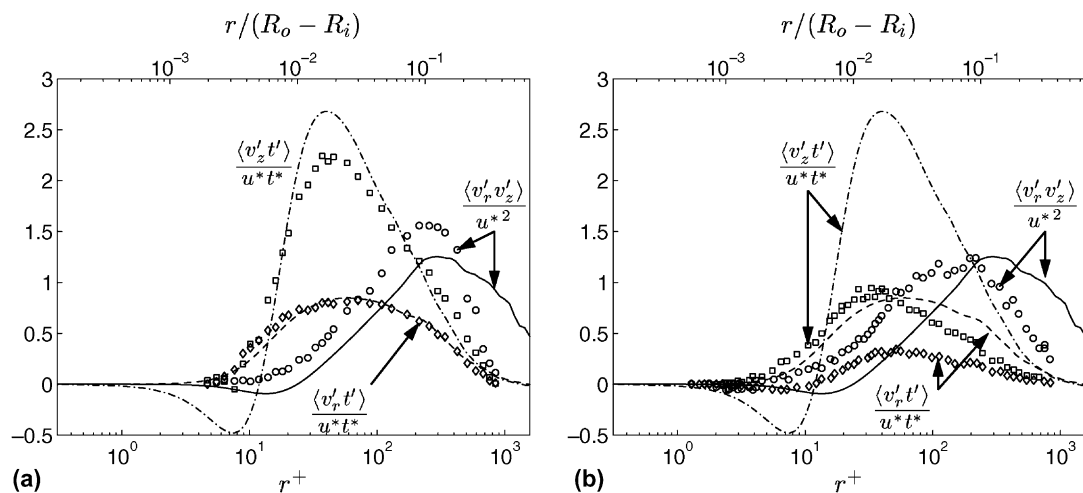 r/(R_o − R_i)
10^−3 10^−2 10^−1
3
2.5
2
1.5
1
0.5
0
−0.5
⟨v′_z t′⟩
u* t*
⟨v′_r v′_z⟩
u*^2
⟨v′_r t′⟩
u* t*
10^0 10^1 10^2 10^3
(a)
r^+
r/(R_o − R_i)
10^−3 10^−2 10^−1
3
2.5
2
1.5
1
0.5
0
−0.5
⟨v′_z t′⟩
u* t*
⟨v′_r v′_z⟩
u*^2
⟨v′_r t′⟩
u* t*
10^0 10^1 10^2 10^3
(b)
r^+